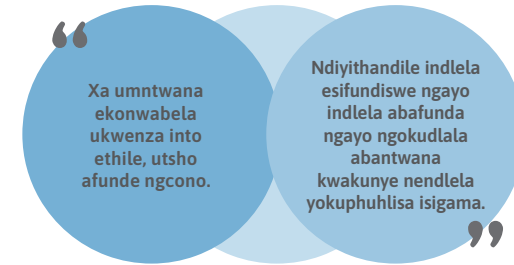 “
Xa umntwana
ekonwabela
ukwenza into
ethile, utsho
afunde ngcono.
Ndiyithandile indlela
esifundiswe ngayo
indlela abafunda
ngayo ngokudlala
abantwana
kwakunye nendlela
yokuphuhlisa isigama.
”